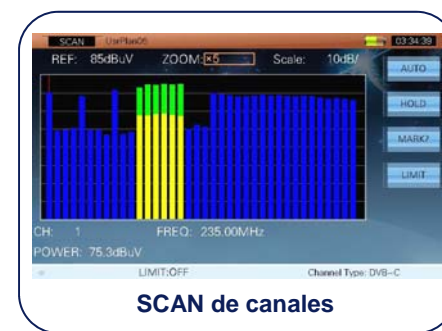 SCAN UsrPlan05 03:34:39
REF: 85dBuV ZOOM: ×5 Scale: 10dB/
AUTO
HOLD
MARK?
LIMIT
CH: 1 FREQ: 235.00MHz
POWER: 75.3dBuV
LIMIT:OFF Channel Type: DVB-C
SCAN de canales